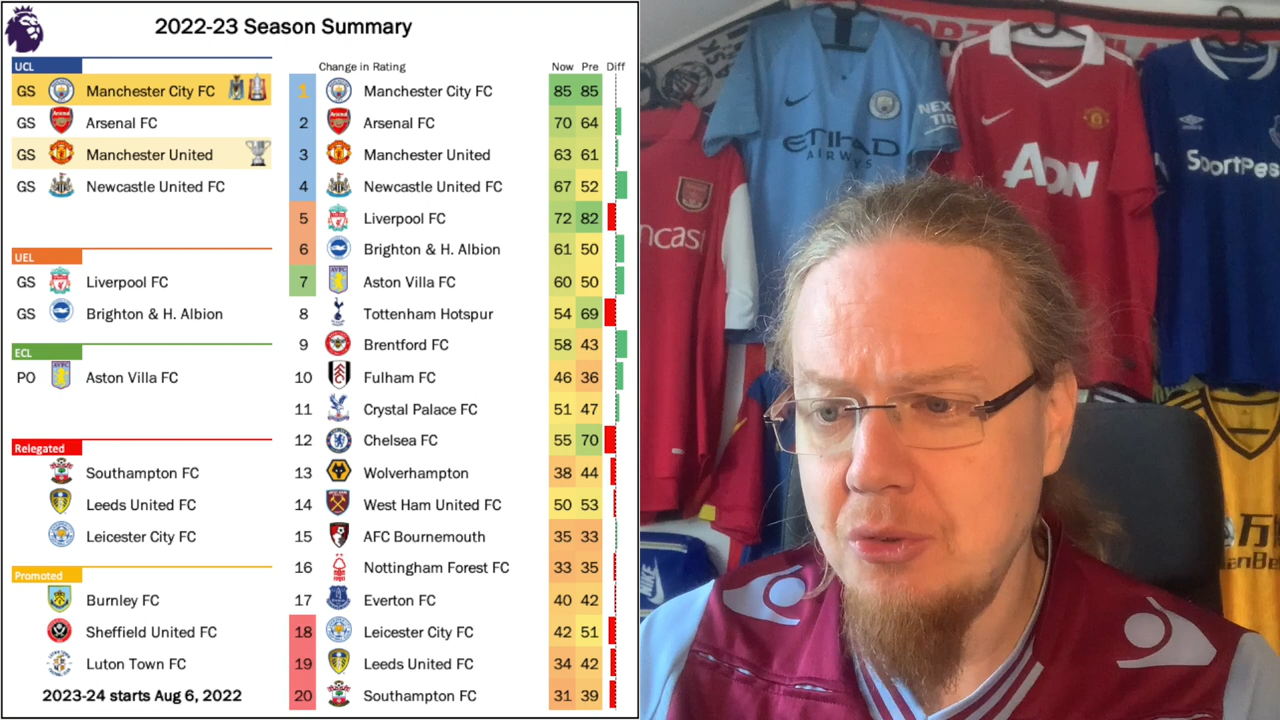 2022-23 Season Summary
UCL
GS Manchester City FC
GS Arsenal FC
GS Manchester United
GS Newcastle United FC
UEL
GS Liverpool FC
GS Brighton & H. Albion
ECL
PO Aston Villa FC
Relegated
Southampton FC
Leeds United FC
Leicester City FC
Promoted
Burnley FC
Sheffield United FC
Luton Town FC
2023-24 starts Aug 6, 2022
Change in Rating Now Pre Diff
1 Manchester City FC 85 85
2 Arsenal FC 70 64
3 Manchester United 63 61
4 Newcastle United FC 67 52
5 Liverpool FC 72 82
6 Brighton & H. Albion 61 50
7 Aston Villa FC 60 50
8 Tottenham Hotspur 54 69
9 Brentford FC 58 43
10 Fulham FC 46 36
11 Crystal Palace FC 51 47
12 Chelsea FC 55 70
13 Wolverhampton 38 44
14 West Ham United FC 50 53
15 AFC Bournemouth 35 33
16 Nottingham Forest FC 33 35
17 Everton FC 40 42
18 Leicester City FC 42 51
19 Leeds United FC 34 42
20 Southampton FC 31 39
ETIHAD
AIRWAYS
NEX
TIR
AON
SportPes
ncast
NIKE